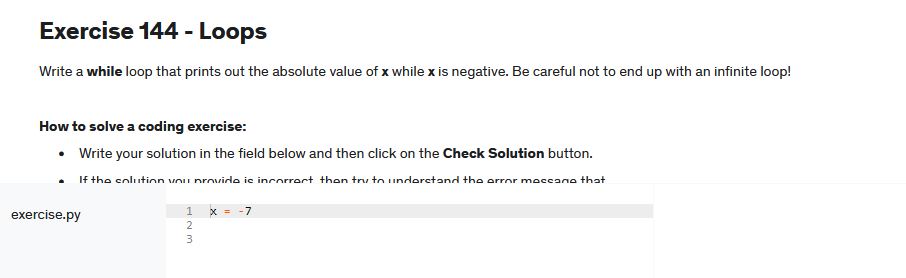 Exercise 144 - Loops
Write a while loop that prints out the absolute value of x while x is negative. Be careful not to end up with an infinite loop!
How to solve a coding exercise:
• Write your solution in the field below and then click on the Check Solution button.
• If the solution you provide is incorrect, then try to understand the error message that
exercise.py
1 x = -7
2
3